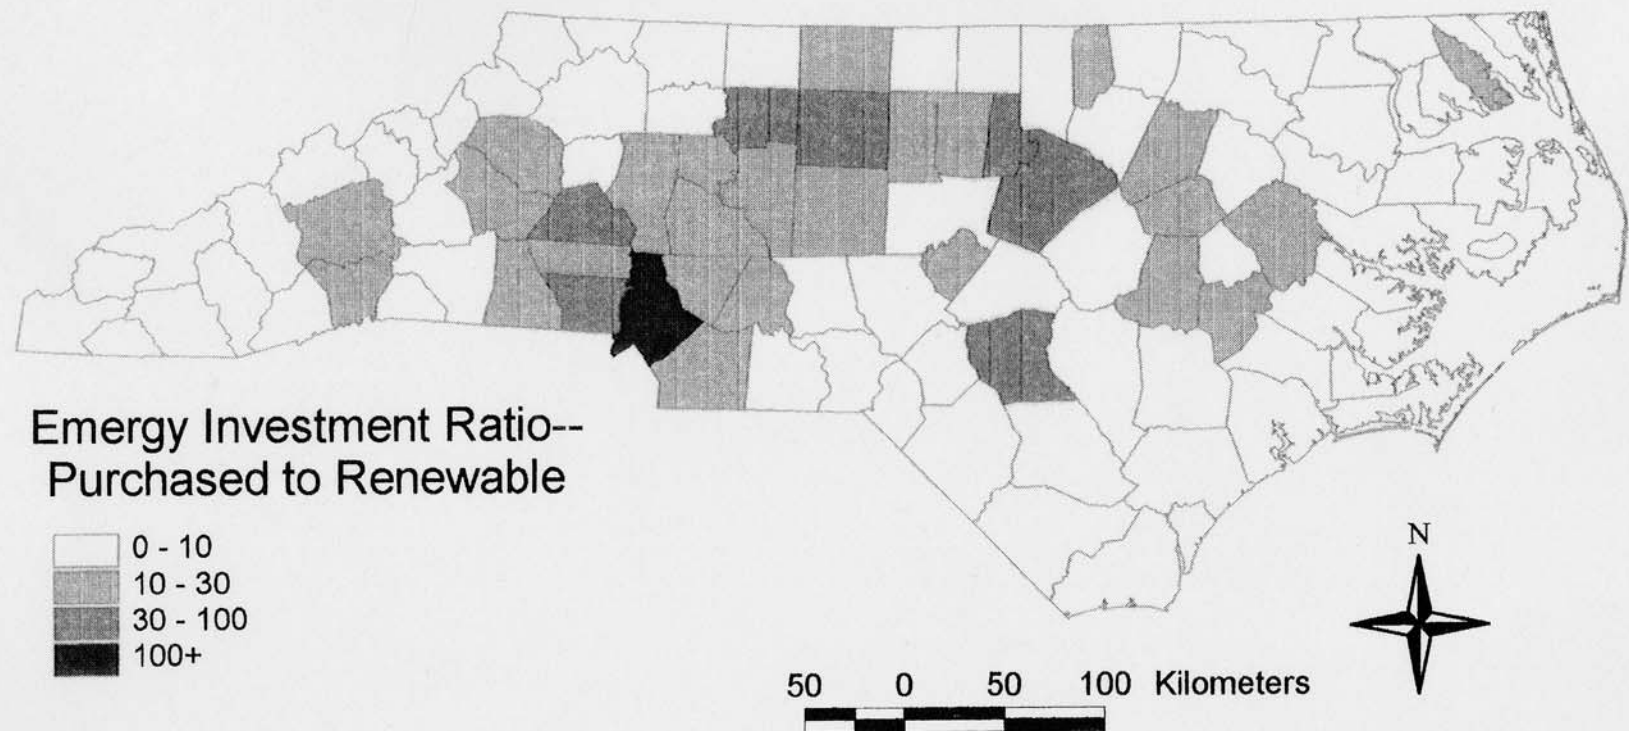 Emergy Investment Ratio--
Purchased to Renewable
0 - 10
10 - 30
30 - 100
100+
N
50 0 50 100 Kilometers